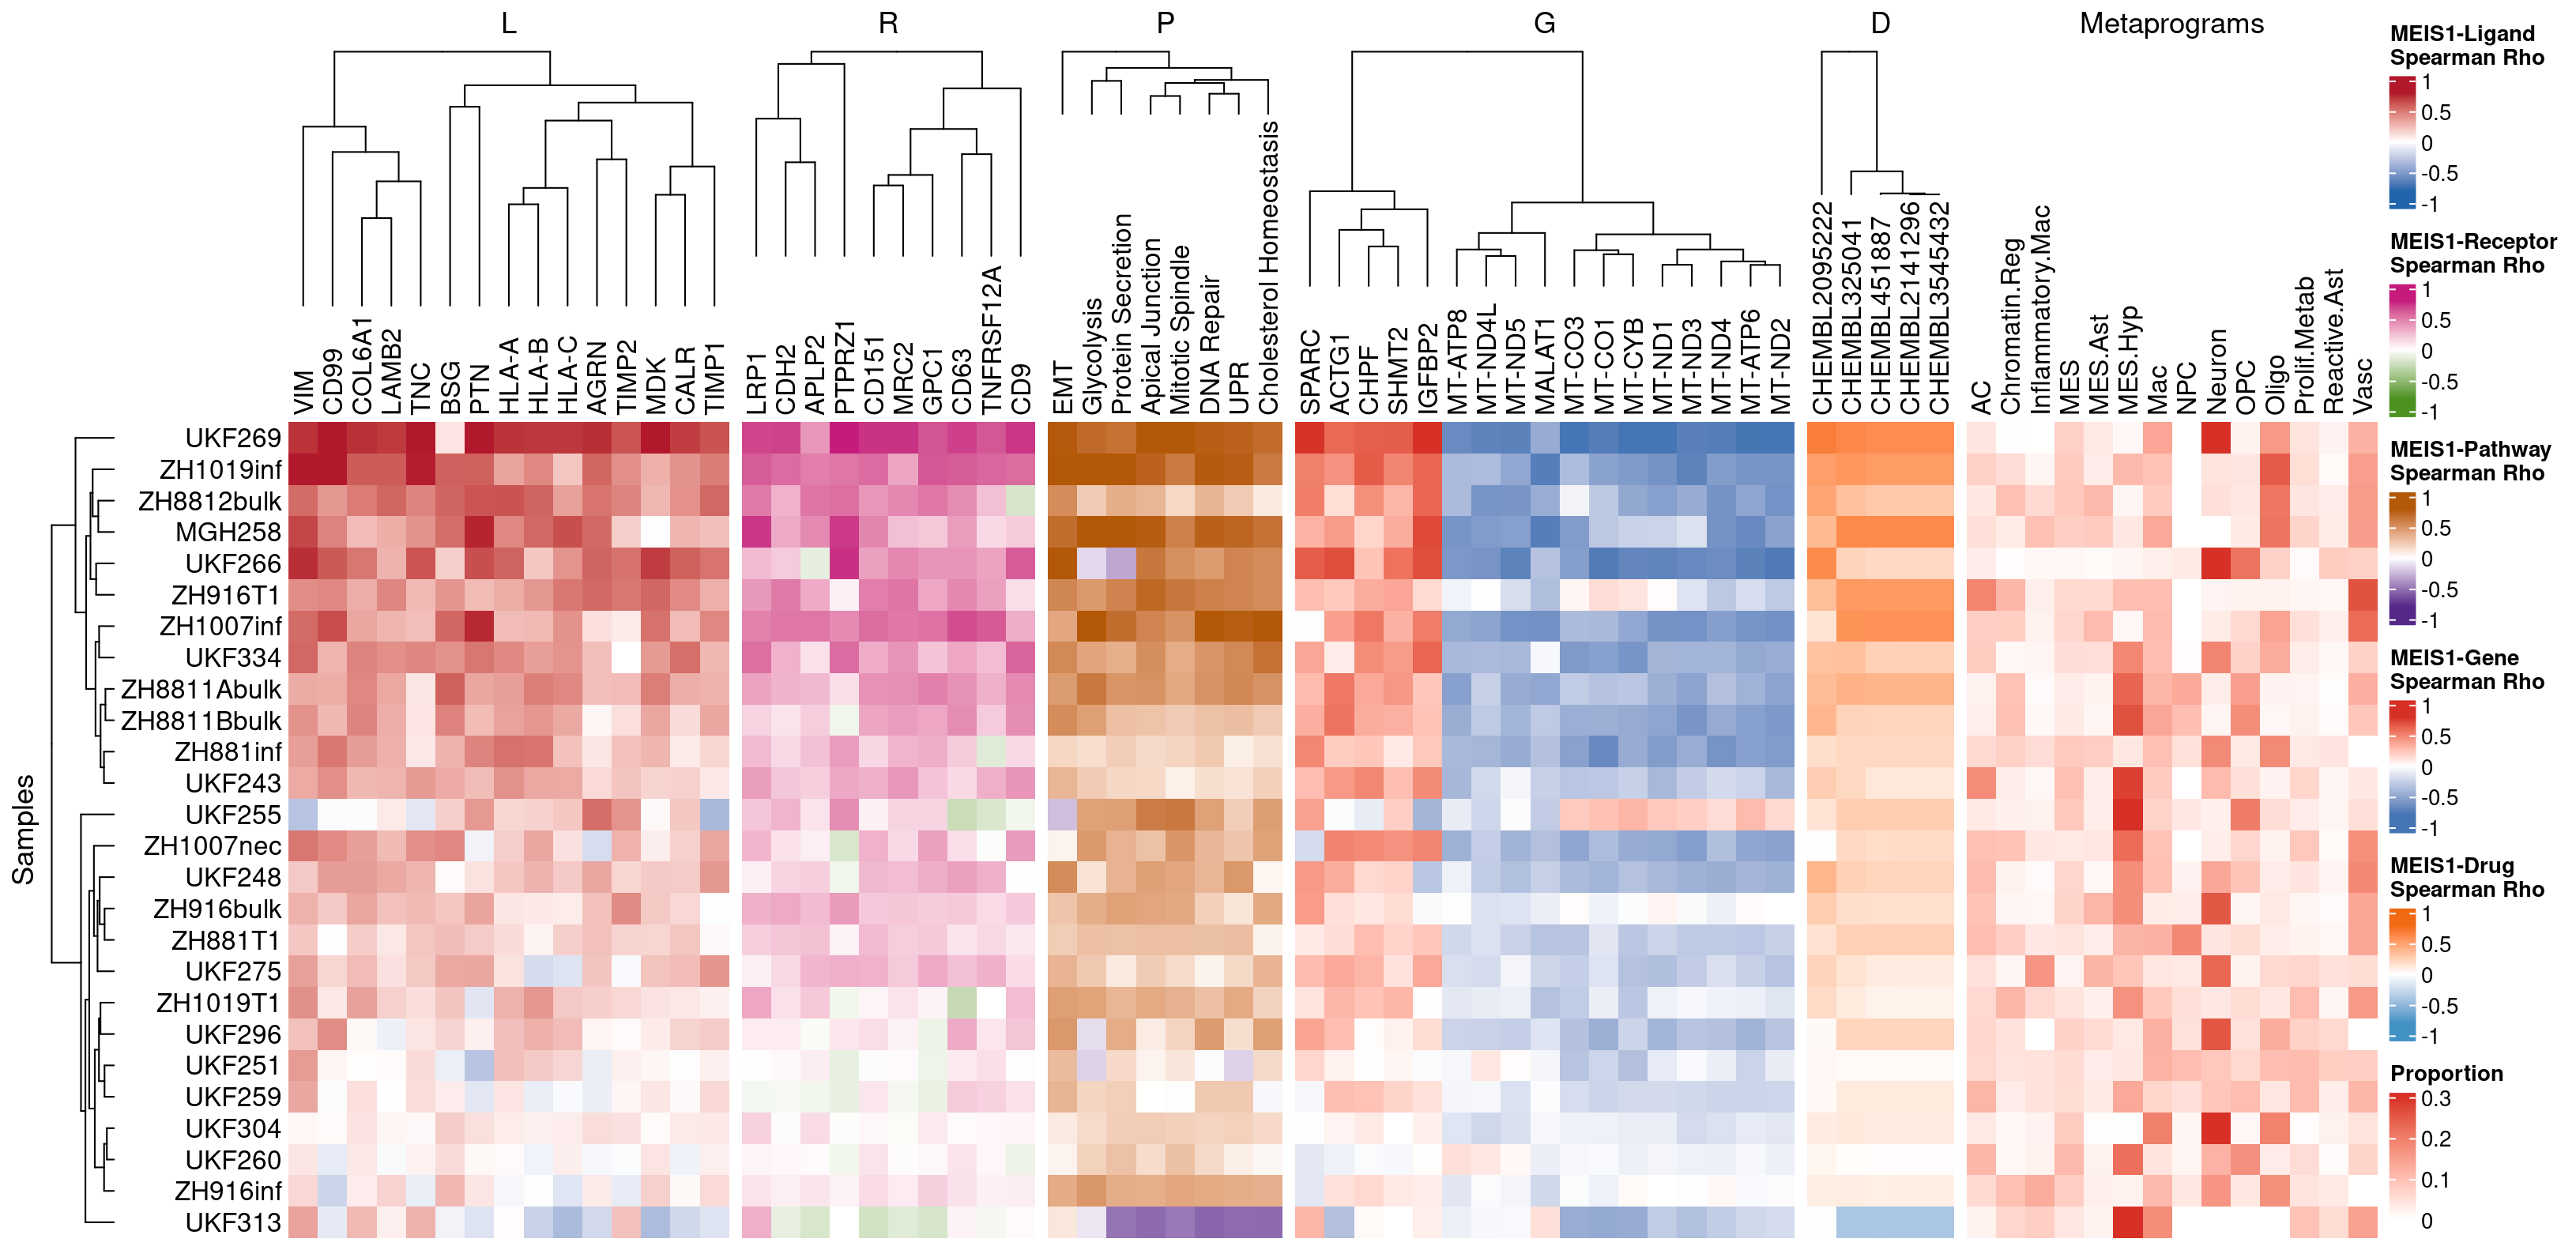 L R P G D Metaprograms
VIM
CD99
COL6A1
LAMB2
TNC
BSG
PTN
HLA-A
HLA-B
HLA-C
AGRN
TIMP2
MDK
CALR
TIMP1
LRP1
CDH2
APLP2
PTPRZ1
CD151
MRC2
GPC1
CD63
TNFRSF12A
CD9
EMT
Glycolysis
Protein Secretion
Apical Junction
Mitotic Spindle
DNA Repair
UPR
Cholesterol Homeostasis
SPARC
ACTG1
CHPF
SHMT2
IGFBP2
MT-ATP8
MT-ND4L
MT-ND5
MALAT1
MT-CO3
MT-CO1
MT-CYB
MT-ND1
MT-ND3
MT-ND4
MT-ATP6
MT-ND2
CHEMBL2095222
CHEMBL325041
CHEMBL451887
CHEMBL2141296
CHEMBL3545432
AC
Chromatin.Reg
Inflammatory.Mac
MES
MES.Ast
MES.Hyp
Mac
NPC
Neuron
OPC
Oligo
Prolif.Metab
Reactive.Ast
Vasc
Samples
UKF269
ZH1019inf
ZH8812bulk
MGH258
UKF266
ZH916T1
ZH1007inf
UKF334
ZH8811Abulk
ZH8811Bbulk
ZH881inf
UKF243
UKF255
ZH1007nec
UKF248
ZH916bulk
ZH881T1
UKF275
ZH1019T1
UKF296
UKF251
UKF259
UKF304
UKF260
ZH916inf
UKF313
MEIS1-Ligand
Spearman Rho
1
0.5
0
-0.5
-1
MEIS1-Receptor
Spearman Rho
1
0.5
0
-0.5
-1
MEIS1-Pathway
Spearman Rho
1
0.5
0
-0.5
-1
MEIS1-Gene
Spearman Rho
1
0.5
0
-0.5
-1
MEIS1-Drug
Spearman Rho
1
0.5
0
-0.5
-1
Proportion
0.3
0.2
0.1
0